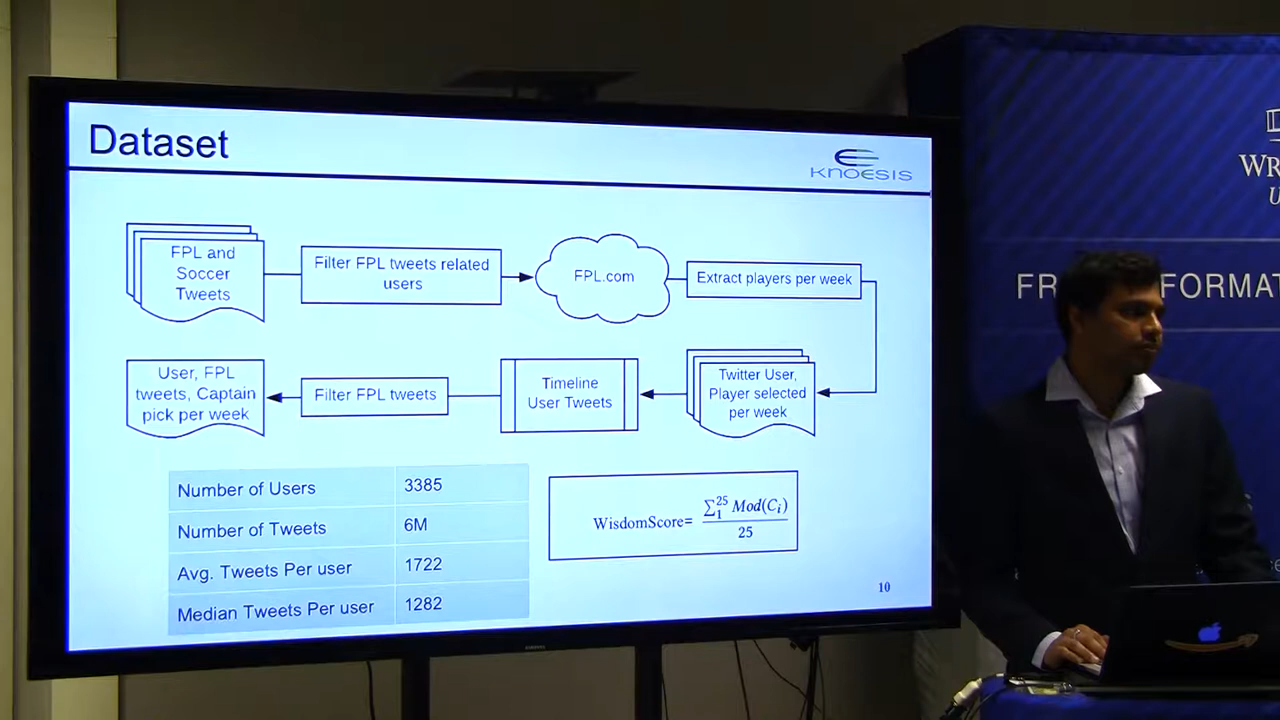 Dataset
KNOESIS
FPL and
Soccer
Tweets
Filter FPL tweets related
users
FPL.com
Extract players per week
User, FPL
tweets, Captain
pick per week
Filter FPL tweets
Timeline
User Tweets
Twitter User,
Player selected
per week
Number of Users 3385
Number of Tweets 6M
Avg. Tweets Per user 1722
Median Tweets Per user 1282
WisdomScore= ∑₁²⁵ Mod(Cᵢ)
25
10
WR
U
FR FORMAT